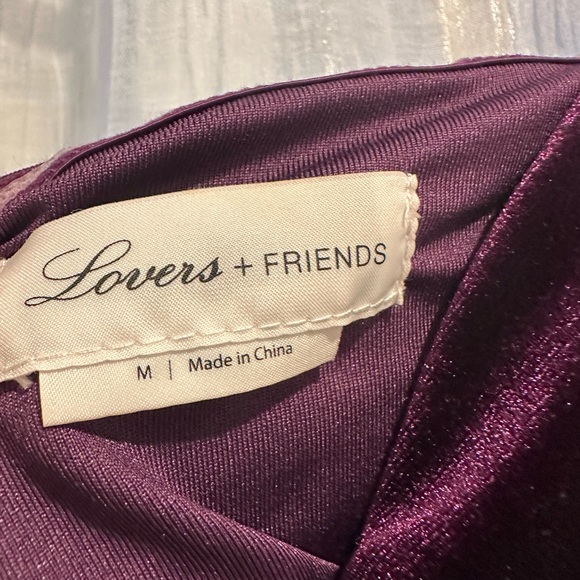 Lovers + FRIENDS
M | Made in China